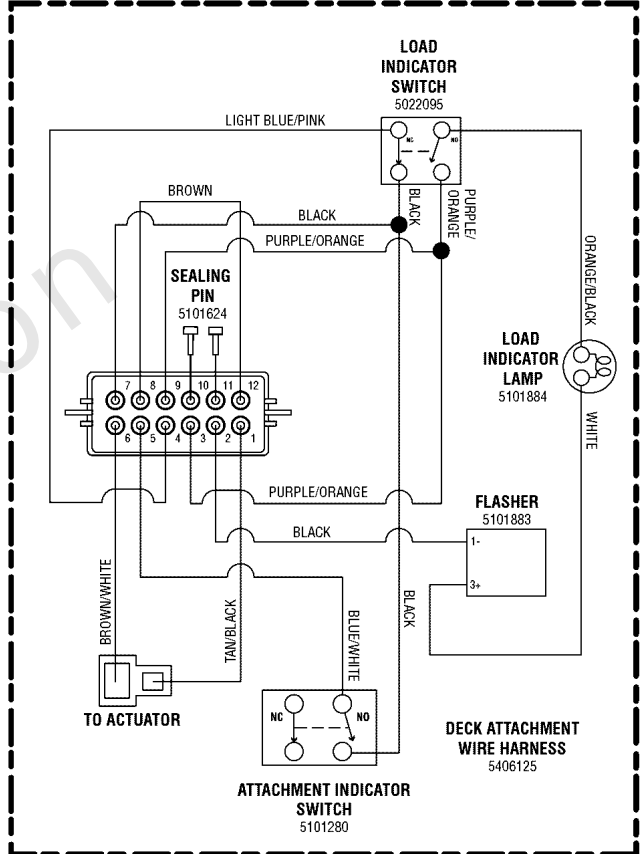 LOAD
INDICATOR
SWITCH
5022095
LIGHT BLUE/PINK
NC
NO
BROWN
BLACK
BLACK
PURPLE/
ORANGE
PURPLE/ORANGE
SEALING
PIN
5101624
ORANGE/BLACK
LOAD
INDICATOR
LAMP
5101884
WHITE
7 8 9 10 11 12
6 5 4 3 2 1
PURPLE/ORANGE
FLASHER
5101883
BLACK
1-
3+
BROWN/WHITE
TAN/BLACK
BLUE/WHITE
BLACK
TO ACTUATOR
NC
NO
DECK ATTACHMENT
WIRE HARNESS
5406125
ATTACHMENT INDICATOR
SWITCH
5101280
on